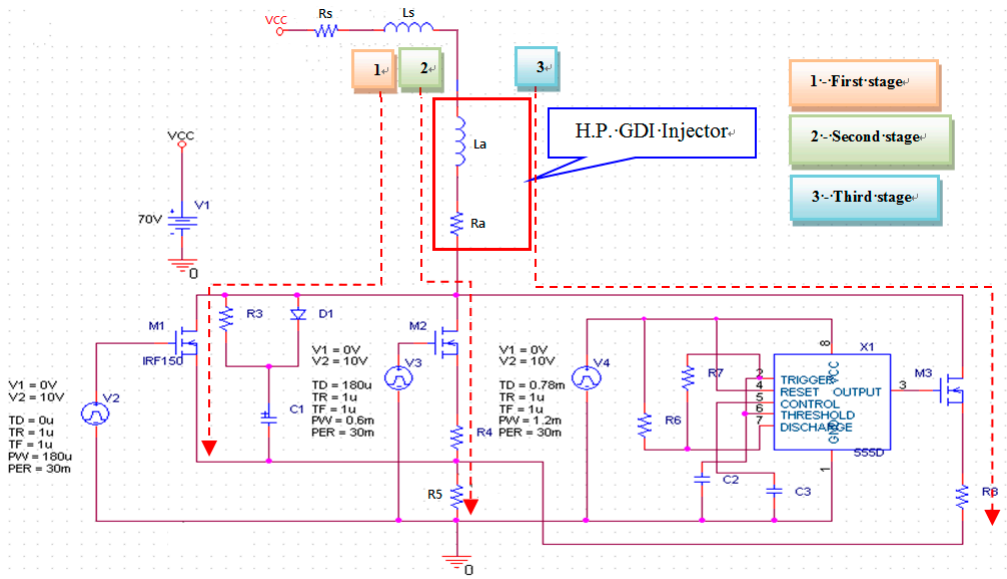 VCC
Rs
Ls
1
2
3
1 - First stage
2 - Second stage
3 - Third stage
H.P. GDI Injector
La
Ra
VCC
V1
70V
0
M1
IRF150
R3
D1
C1
M2
V1 = 0V
V2 = 10V
TD = 0u
TR = 1u
TF = 1u
PW = 180u
PER = 30m
V2
V1 = 0V
V2 = 10V
TD = 180u
TR = 1u
TF = 1u
PW = 0.6m
PER = 30m
V3
R4
R5
V1 = 0V
V2 = 10V
TD = 0.78m
TR = 1u
TF = 1u
PW = 1.2m
PER = 30m
V4
R6
R7
C2
C3
X1
8
VCC
2
TRIGGER
4
RESET
OUTPUT
3
5
CONTROL
6
THRESHOLD
7
DISCHARGE
GND
1
555D
M3
R8
0